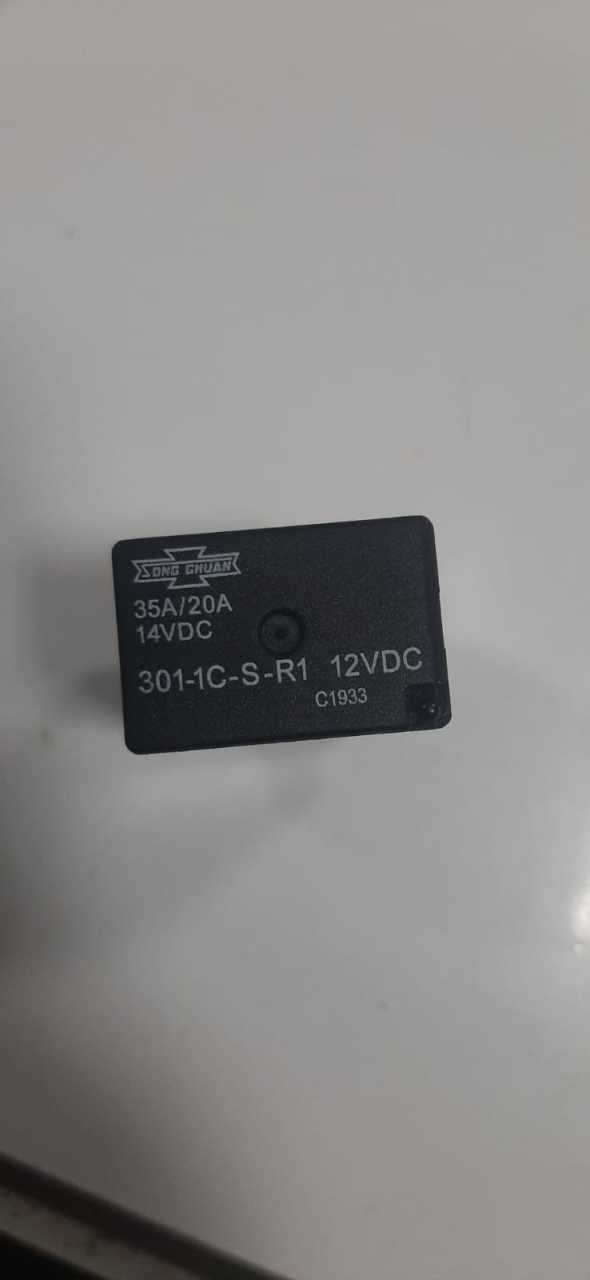 SONG CHUAN
35A/20A
14VDC
301-1C-S-R1 12VDC
C1933